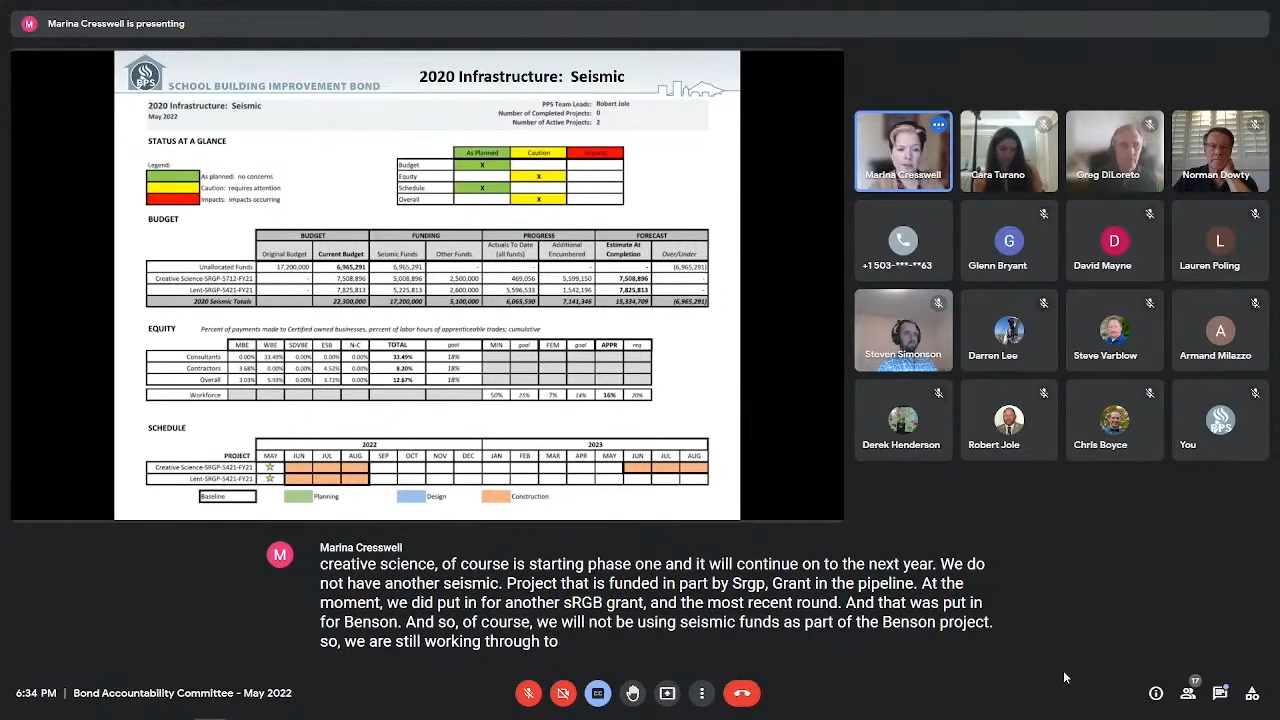 M Marina Cresswell is presenting
PPS
SCHOOL BUILDING IMPROVEMENT BOND
2020 Infrastructure: Seismic
2020 Infrastructure: Seismic
May 2022
PPS Team Lead: Robert Jole
Number of Completed Projects: 0
Number of Active Projects: 2
STATUS AT A GLANCE
Legend:
As planned: no concerns
Caution: requires attention
Impacts: impacts occurring
As Planned Caution Impacts
Budget X
Equity X
Schedule X
Overall X
BUDGET
BUDGET FUNDING PROGRESS FORECAST
Original Budget Current Budget Seismic Funds Other Funds Actuals To Date (all funds) Additional Encumbered Estimate At Completion Over/Under
Unallocated Funds 17,200,000 6,965,291 6,965,291 - - - - (6,965,291)
Creative Science-SRGP-5712-FY21 - 7,508,896 5,008,896 2,500,000 469,056 5,599,150 7,508,896 -
Lent-SRGP-5421-FY21 - 7,825,813 5,225,813 2,600,000 5,596,533 1,542,196 7,825,813 -
2020 Seismic Totals 22,300,000 17,200,000 5,100,000 6,065,590 7,141,346 15,334,709 (6,965,291)
EQUITY Percent of payments made to Certified owned businesses, percent of labor hours of apprenticeable trades; cumulative
MBE WBE SDVBE ESB N-C TOTAL goal MIN goal FEM goal APPR req
Consultants 0.00% 33.49% 0.00% 0.00% 0.00% 33.49% 18%
Contractors 3.68% 0.00% 0.00% 4.52% 0.00% 8.20% 18%
Overall 3.03% 5.93% 0.00% 3.72% 0.00% 12.67% 18%
Workforce 50% 25% 7% 14% 16% 20%
SCHEDULE
2022 2023
PROJECT MAY JUN JUL AUG SEP OCT NOV DEC JAN FEB MAR APR MAY JUN JUL AUG
Creative Science-SRGP-5421-FY21
Lent-SRGP-5421-FY21
Baseline Planning Design Construction
Marina Cresswell
Cara Turano
Greg DiLoreto
Norman Dowty
+1 503-•••-••63
G Glenn Bryant
D David Mayne
L Lauren Peling
Steven Simonson
Aaron Lee
Steve Effros-Clow
A Armand Milazzo
Derek Henderson
Robert Jole
Chris Boyce
PPS
You
M Marina Cresswell
creative science, of course is starting phase one and it will continue on to the next year. We do
not have another seismic. Project that is funded in part by Srgp, Grant in the pipeline. At the
moment, we did put in for another sRGB grant, and the most recent round. And that was put in
for Benson. And so, of course, we will not be using seismic funds as part of the Benson project.
so, we are still working through to
6:34 PM | Bond Accountability Committee - May 2022
CC
17